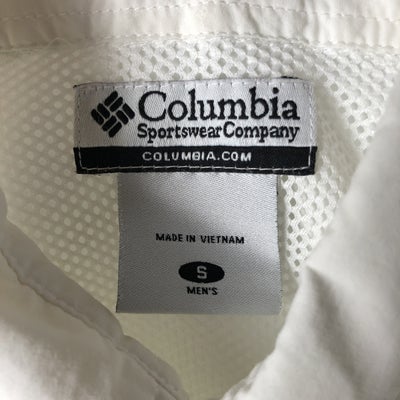 Columbia
Sportswear Company
COLUMBIA.COM
MADE IN VIETNAM
S
MEN'S